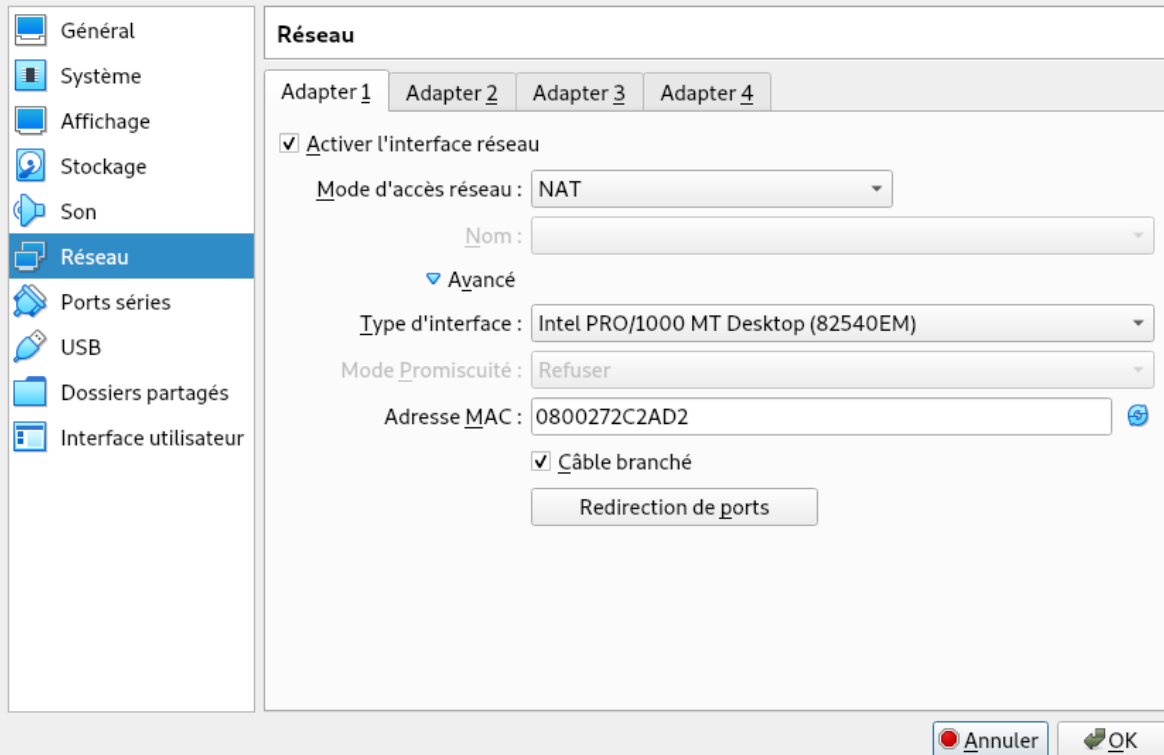 Général
Système
Affichage
Stockage
Son
Réseau
Ports séries
USB
Dossiers partagés
Interface utilisateur
Réseau
Adapter 1 Adapter 2 Adapter 3 Adapter 4
Activer l'interface réseau
Mode d'accès réseau : NAT
Nom :
Avancé
Type d'interface : Intel PRO/1000 MT Desktop (82540EM)
Mode Promiscuité : Refuser
Adresse MAC : 0800272C2AD2
Câble branché
Redirection de ports
Annuler OK